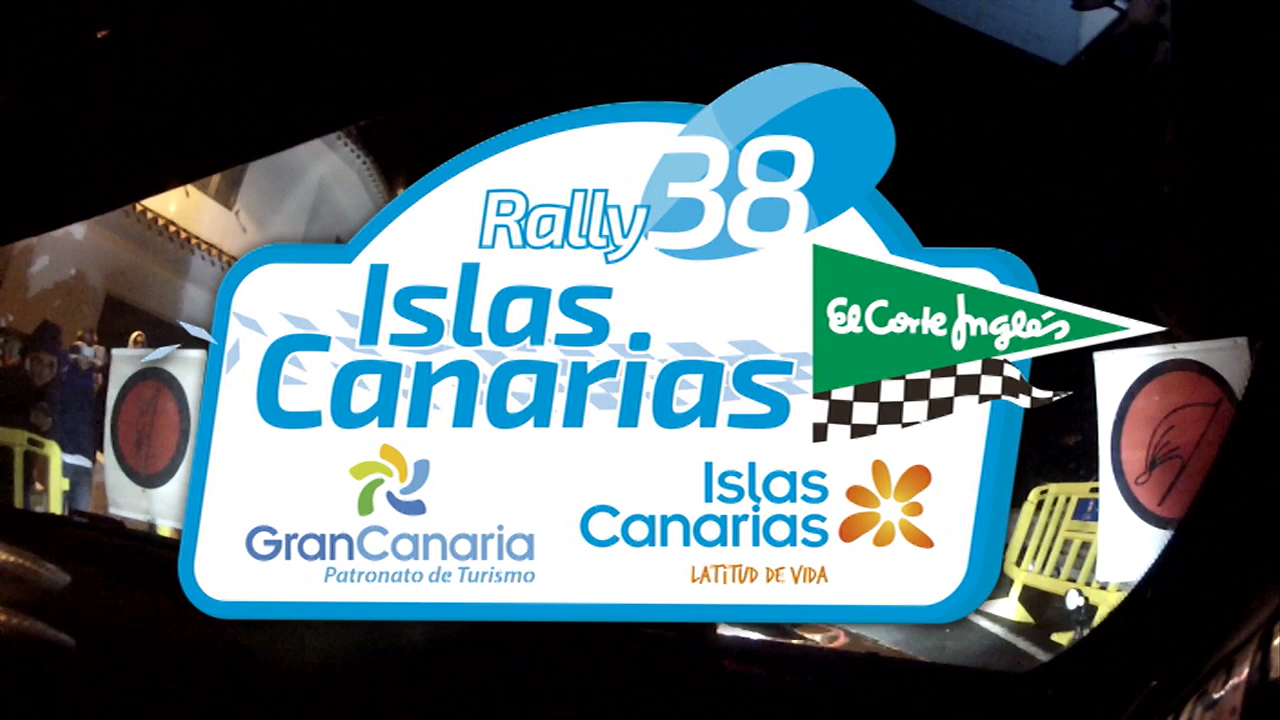 Rally 38
Islas
Canarias
El Corte Inglés
GranCanaria
Patronato de Turismo
Islas
Canarias
LATITUD DE VIDA